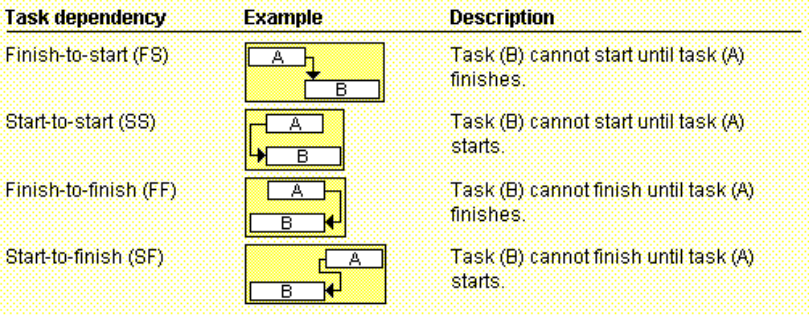 Task dependency Example Description
Finish-to-start (FS) A B Task (B) cannot start until task (A)
finishes.
Start-to-start (SS) A B Task (B) cannot start until task (A)
starts.
Finish-to-finish (FF) A B Task (B) cannot finish until task (A)
finishes.
Start-to-finish (SF) A B Task (B) cannot finish until task (A)
starts.